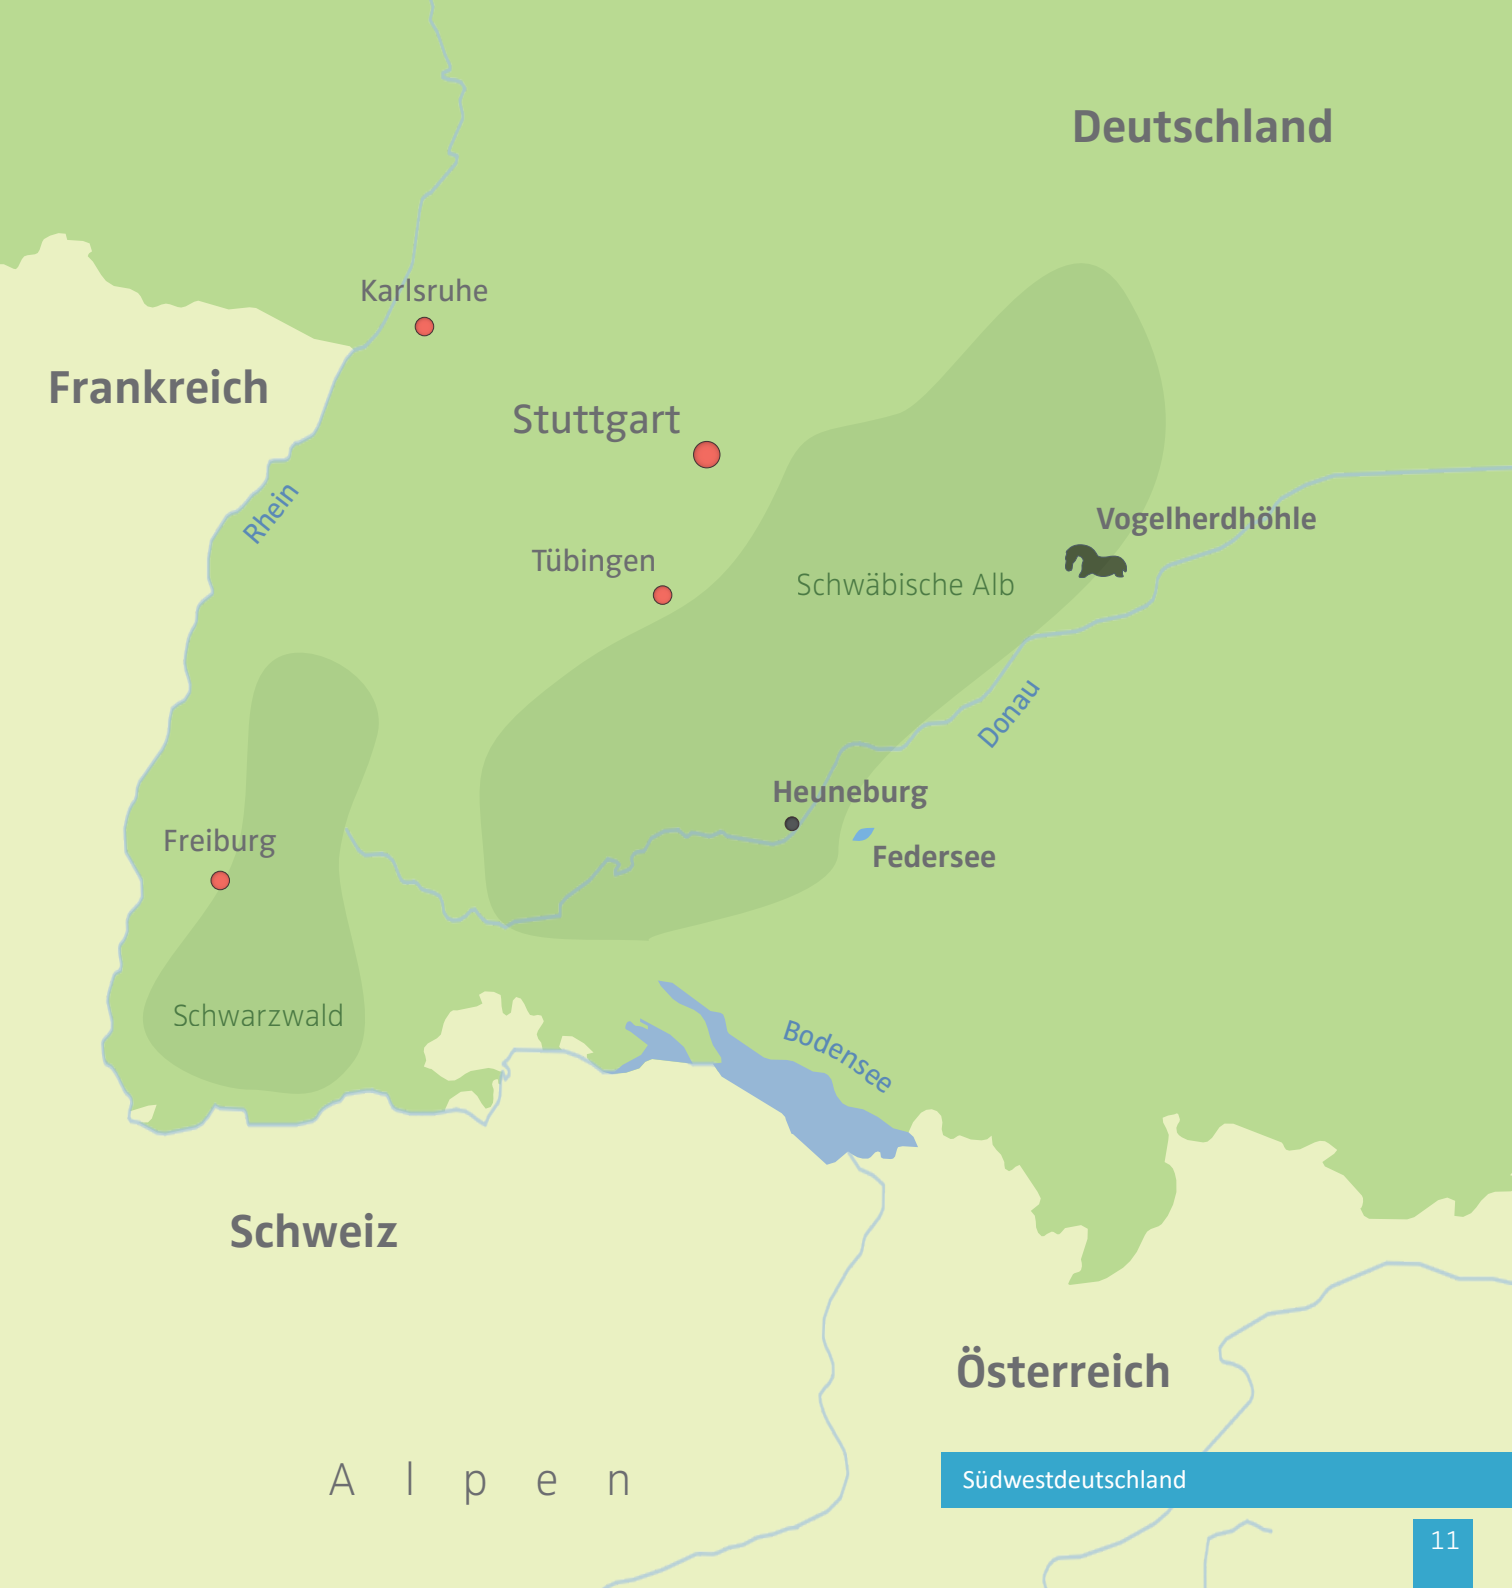 Deutschland
Karlsruhe
Frankreich
Stuttgart
Rhein
Vogelherdhöhle
Tübingen
Schwäbische Alb
Donau
Heuneburg
Freiburg
Federsee
Schwarzwald
Bodensee
Schweiz
Österreich
Alpen
Südwestdeutschland
11